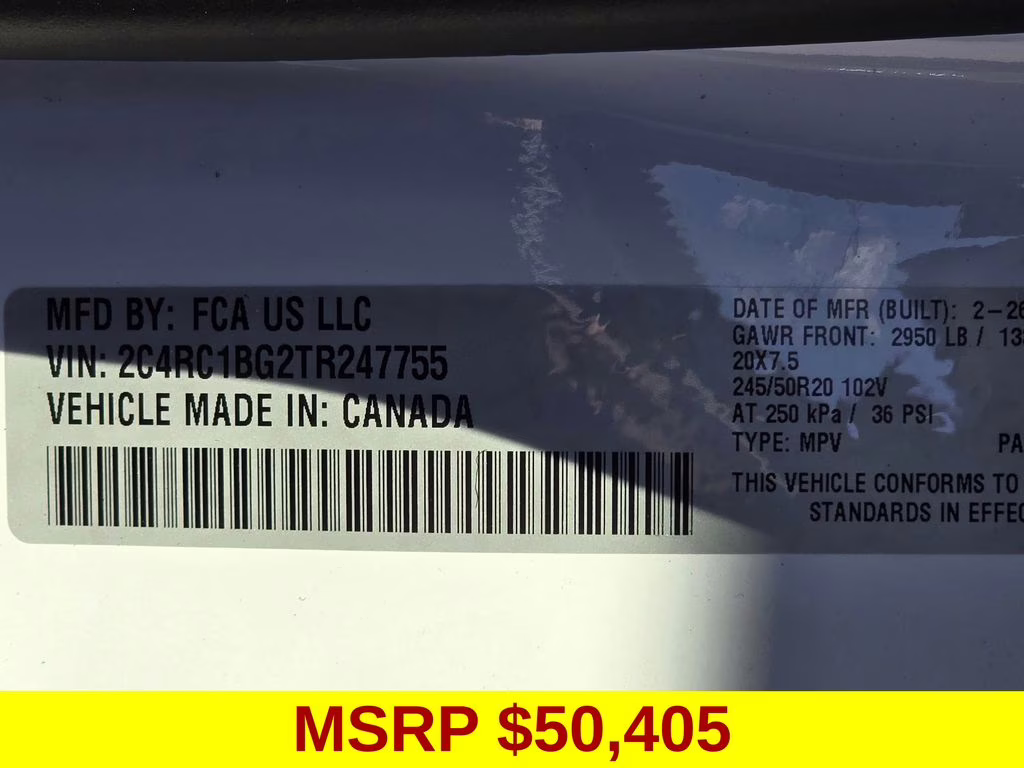 MFD BY: FCA US LLC
VIN: 2C4RC1BG2TR247755
VEHICLE MADE IN: CANADA
DATE OF MFR (BUILT): 2-26
GAWR FRONT: 2950 LB /
20X7.5
245/50R20 102V
AT 250 kPa / 36 PSI
TYPE: MPV
THIS VEHICLE CONFORMS TO
STANDARDS IN
MSRP $50,405